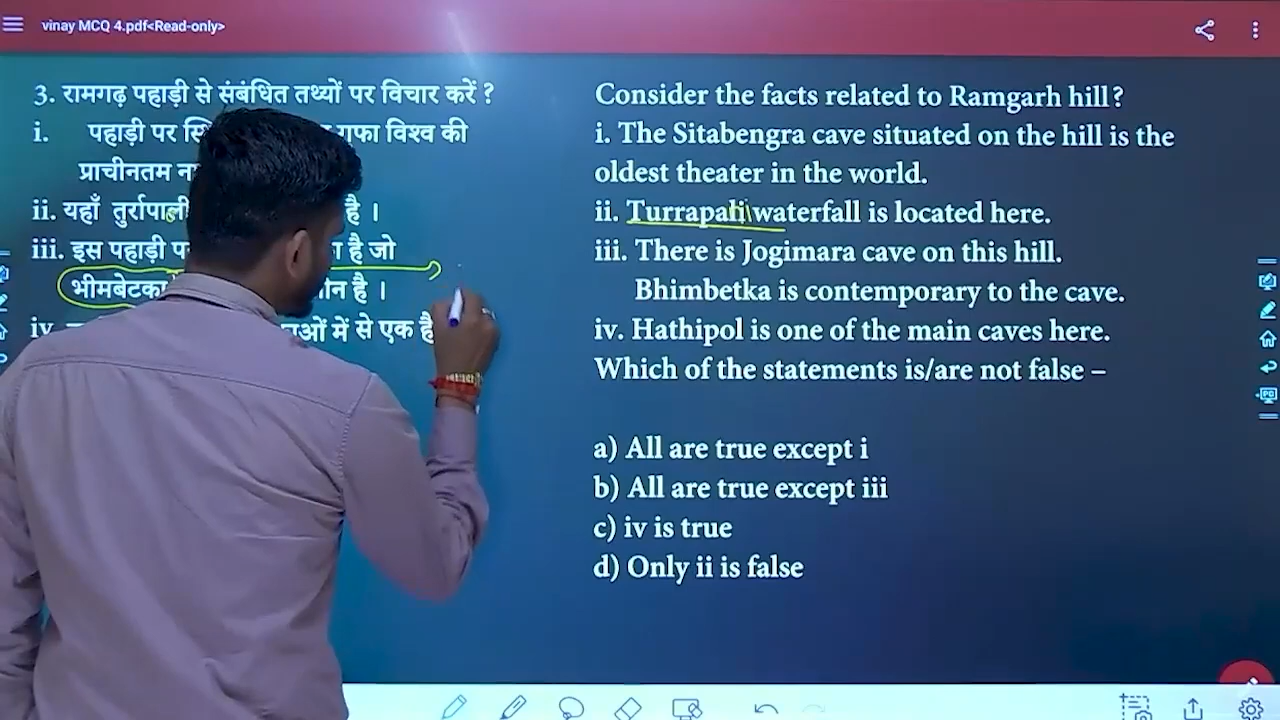 vinay MCQ 4.pdf<Read-only>
3. रामगढ़ पहाड़ी से संबंधित तथ्यों पर विचार करें ?
i. पहाड़ी पर गुफा विश्व की
प्राचीनतम
ii. यहाँ तुर्रापाली है ।
iii. इस पहाड़ी है जो
भीमबेटका है ।
iv. में से एक है
Consider the facts related to Ramgarh hill?
i. The Sitabengra cave situated on the hill is the
oldest theater in the world.
ii. Turrapali waterfall is located here.
iii. There is Jogimara cave on this hill.
Bhimbetka is contemporary to the cave.
iv. Hathipol is one of the main caves here.
Which of the statements is/are not false –
a) All are true except i
b) All are true except iii
c) iv is true
d) Only ii is false